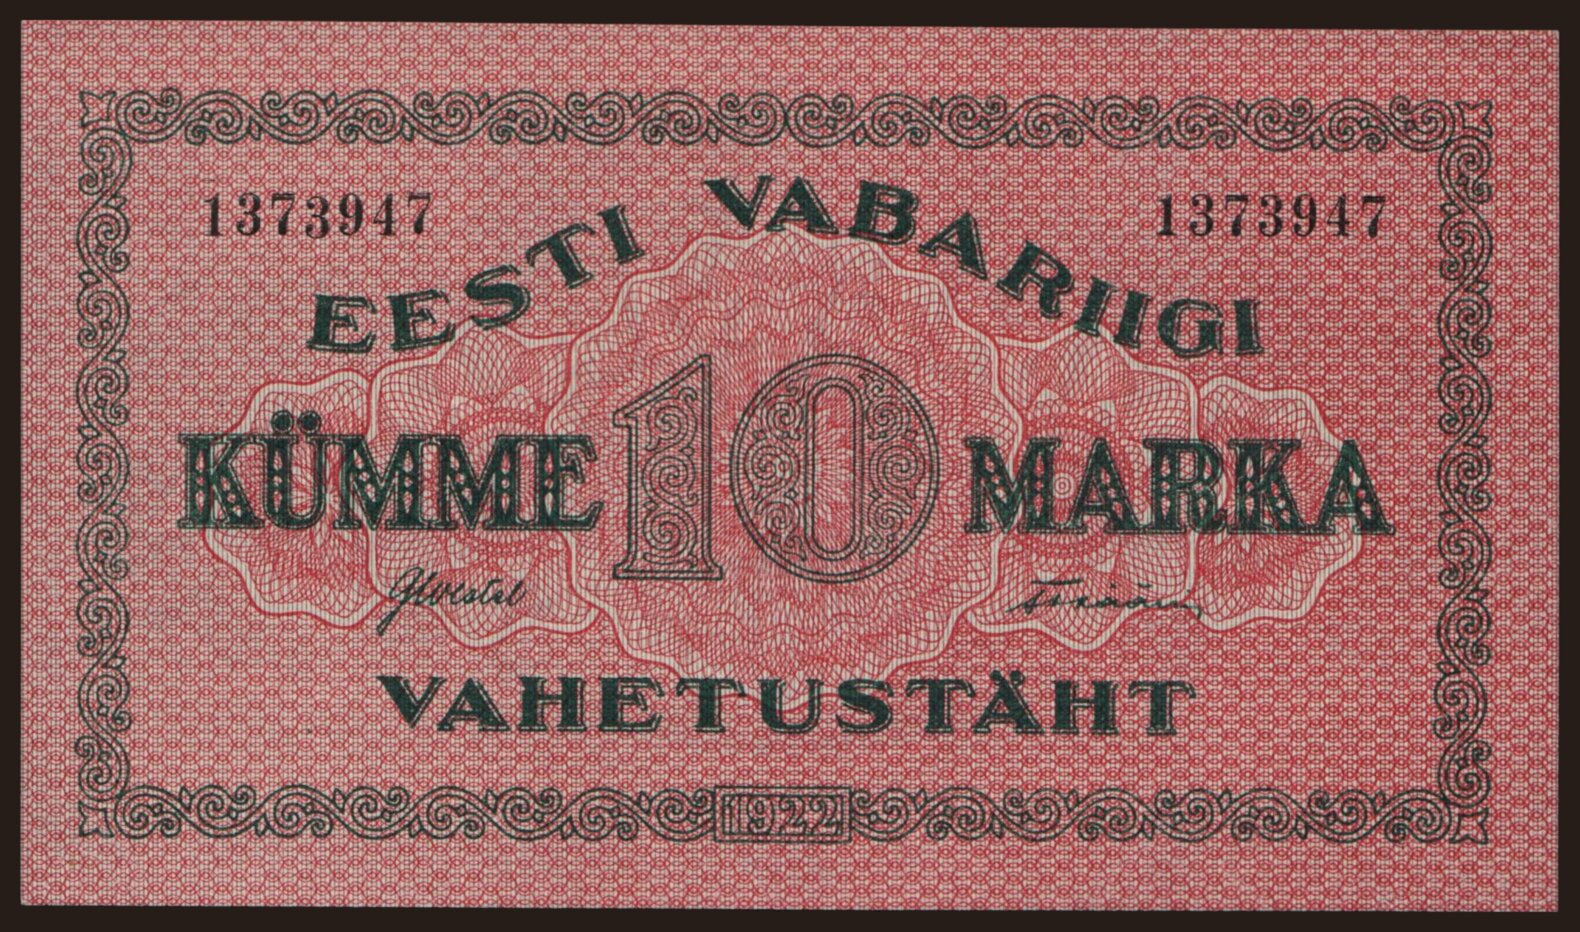 1373947 1373947
EESTI VABARIIGI
KÜMME 10 MARKA
VAHETUSTÄHT
1922